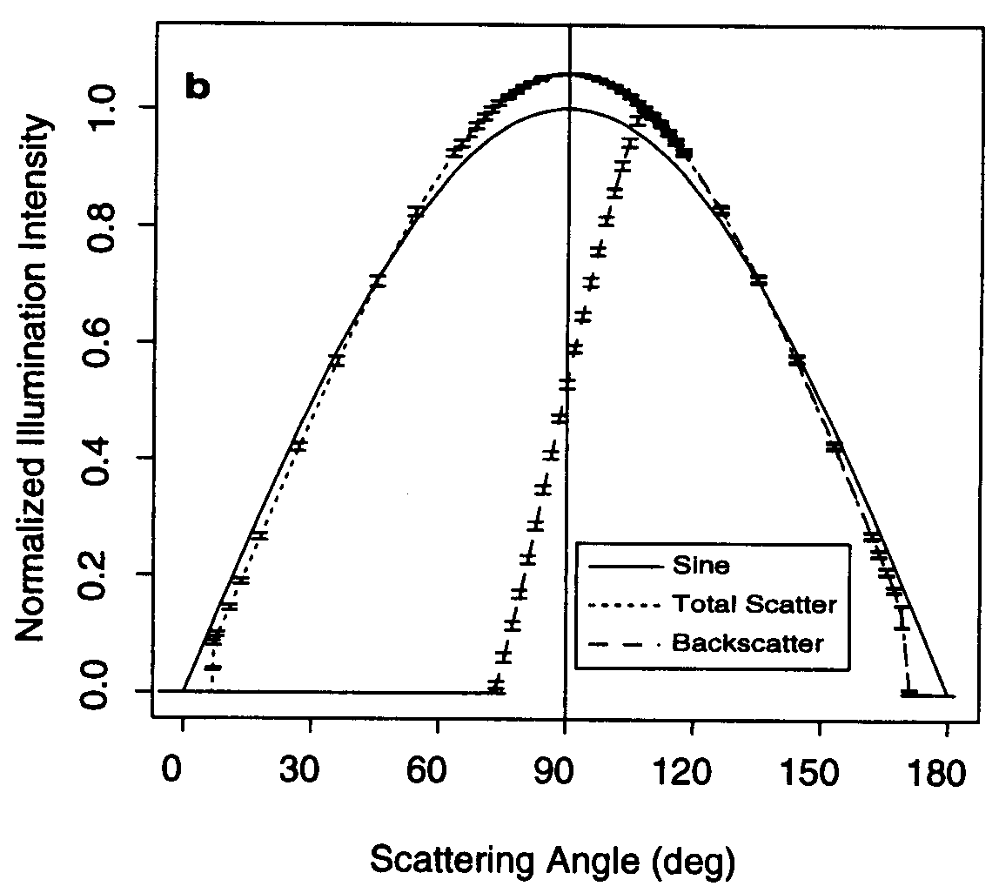 b
Normalized Illumination Intensity
1.0
0.8
0.6
0.4
0.2
0.0
Sine
Total Scatter
Backscatter
0 30 60 90 120 150 180
Scattering Angle (deg)